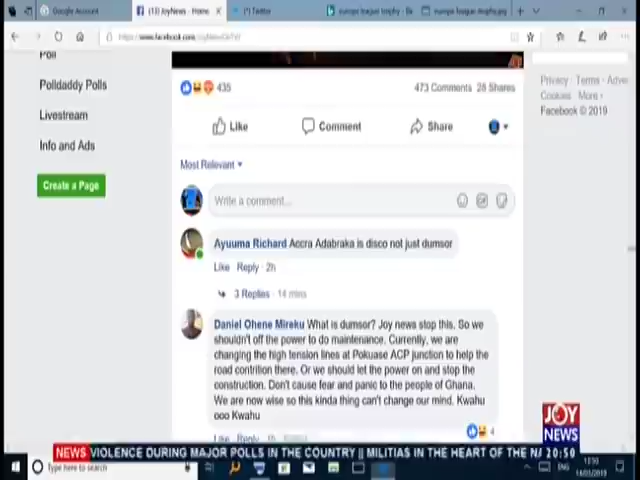 Google Account
(13) JoyNews - Home
(1) Twitter
europa league trophy - Bi
europa league trophy.png
https://www.facebook.com/
Poll
Polldaddy Polls
Livestream
Info and Ads
Create a Page
435
473 Comments 28 Shares
Like
Comment
Share
Most Relevant
Write a comment...
Ayuuma Richard Accra Adabraka is disco not just dumsor
Like Reply · 2h
3 Replies · 14 mins
Daniel Ohene Mireku What is dumsor? Joy news stop this. So we
shouldn't off the power to do maintenance. Currently, we are
changing the high tension lines at Pokuase ACP junction to help the
road contrition there. Or we should let the power on and stop the
construction. Don't cause fear and panic to the people of Ghana.
We are now wise so this kinda thing can't change our mind. Kwahu
ooo Kwahu
4
Like Reply
Privacy · Terms · Adver
Cookies · More
Facebook © 2019
JOY
NEWS
NEWS VIOLENCE DURING MAJOR POLLS IN THE COUNTRY || MILITIAS IN THE HEART OF THE NA 20:50
Type here to search
ENG
14/03/2019